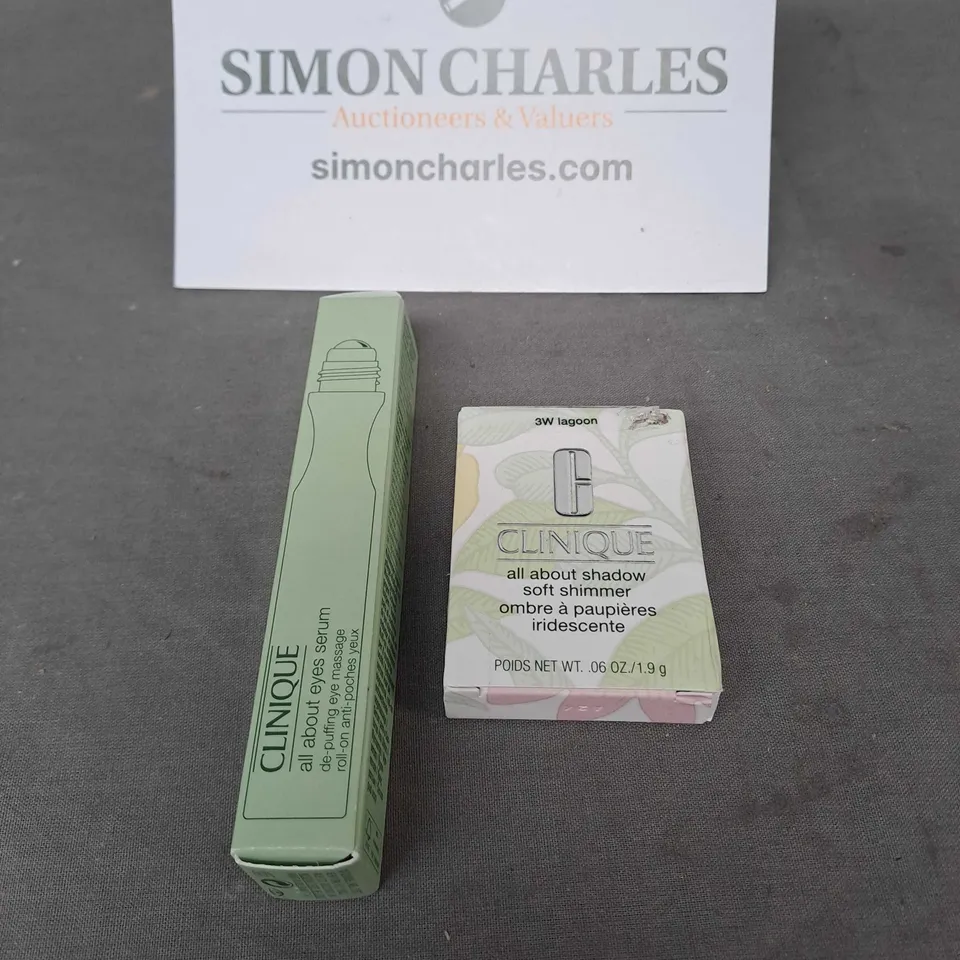 SIMON CHARLES
Auctioneers & Valuers
simoncharles.com
CLINIQUE
all about eyes serum
de-puffing eye massage
roll-on anti-poches yeux
3W lagoon
CLINIQUE
all about shadow
soft shimmer
ombre à paupières
iridescente
POIDS NET WT. .06 OZ./1.9 g